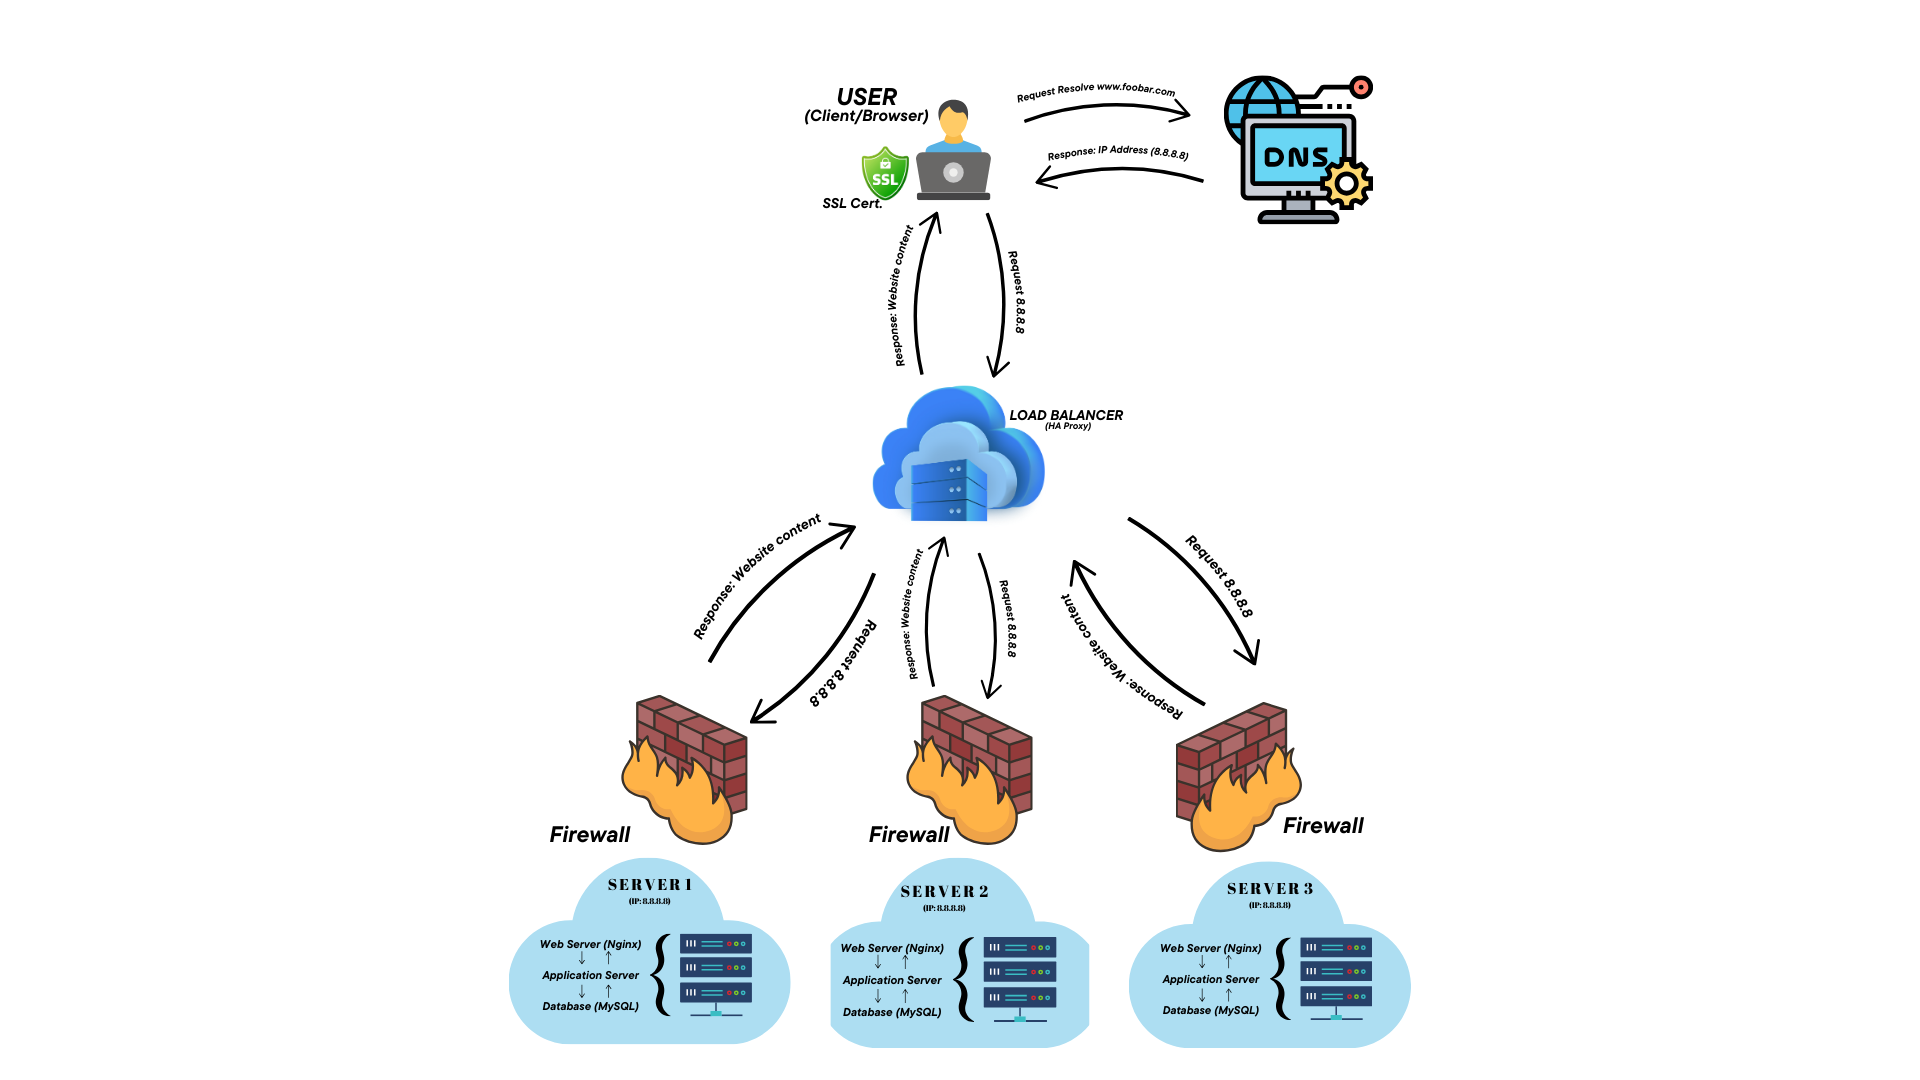 USER
(Client/Browser)
SSL
SSL Cert.
Request Resolve www.foobar.com
Response: IP Address (8.8.8.8)
DNS
Response: Website content
Request 8.8.8.8
LOAD BALANCER
(HA Proxy)
Response: Website content
Request 8.8.8.8
Response: Website content
Request 8.8.8.8
Response: Website content
Request 8.8.8.8
Firewall
Firewall
Firewall
SERVER 1
(IP: 8.8.8.8)
Web Server (Nginx)
Application Server
Database (MySQL)
SERVER 2
(IP: 8.8.8.8)
Web Server (Nginx)
Application Server
Database (MySQL)
SERVER 3
(IP: 8.8.8.8)
Web Server (Nginx)
Application Server
Database (MySQL)